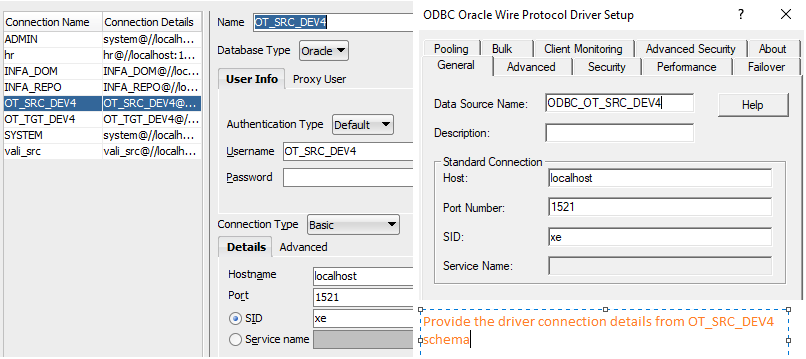 Connection Name Connection Details
ADMIN system@//localh...
hr hr@//localhost:1...
INFA_DOM INFA_DOM@//loc...
INFA_REPO INFA_REPO@//loc...
OT_SRC_DEV4 OT_SRC_DEV4@...
OT_TGT_DEV4 OT_TGT_DEV4@/...
SYSTEM system@//localh...
vali_src vali_src@//localh...
Name OT_SRC_DEV4
Database Type Oracle
User Info Proxy User
Authentication Type Default
Username OT_SRC_DEV4
Password
Connection Type Basic
Details Advanced
Hostname localhost
Port 1521
SID xe
Service name
ODBC Oracle Wire Protocol Driver Setup ? X
Pooling Bulk Client Monitoring Advanced Security About
General Advanced Security Performance Failover
Data Source Name: ODBC_OT_SRC_DEV4 Help
Description:
Standard Connection
Host: localhost
Port Number: 1521
SID: xe
Service Name:
Provide the driver connection details from OT_SRC_DEV4
schema